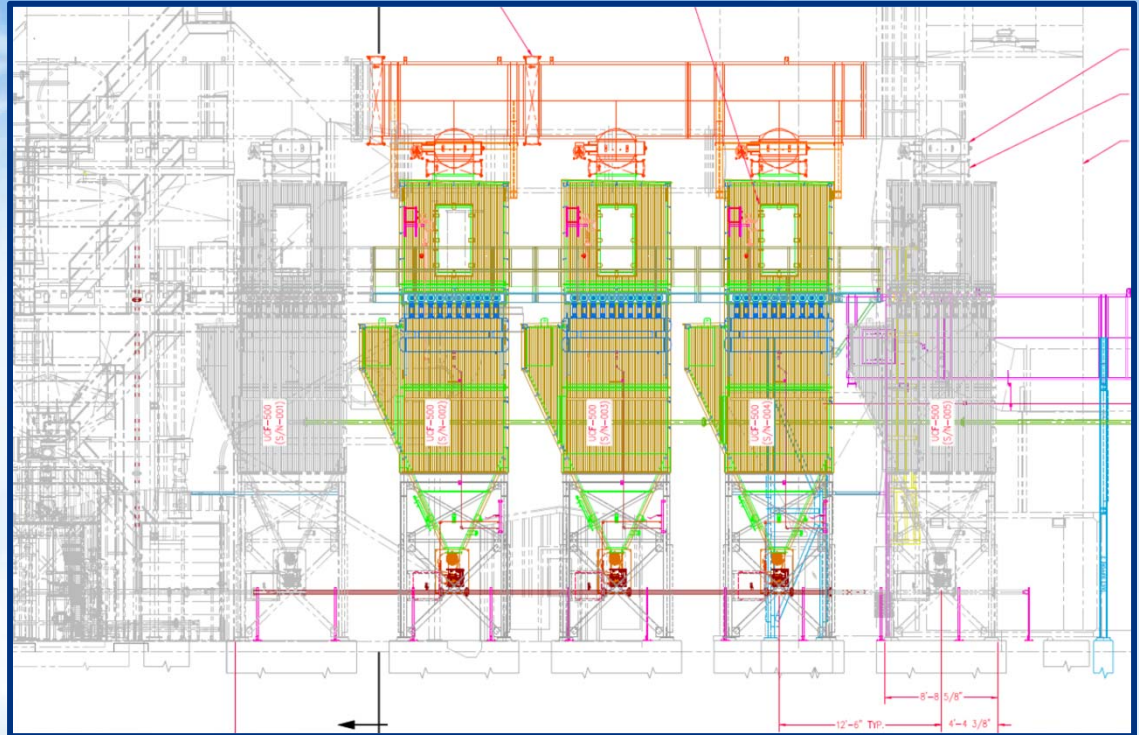 UCF-500
(S/N-001)
UCF-500
(S/N-002)
UCF-500
(S/N-003)
UCF-500
(S/N-004)
UCF-500
(S/N-005)
8'-8 5/8"
12'-6" TYP.
4'-4 3/8"